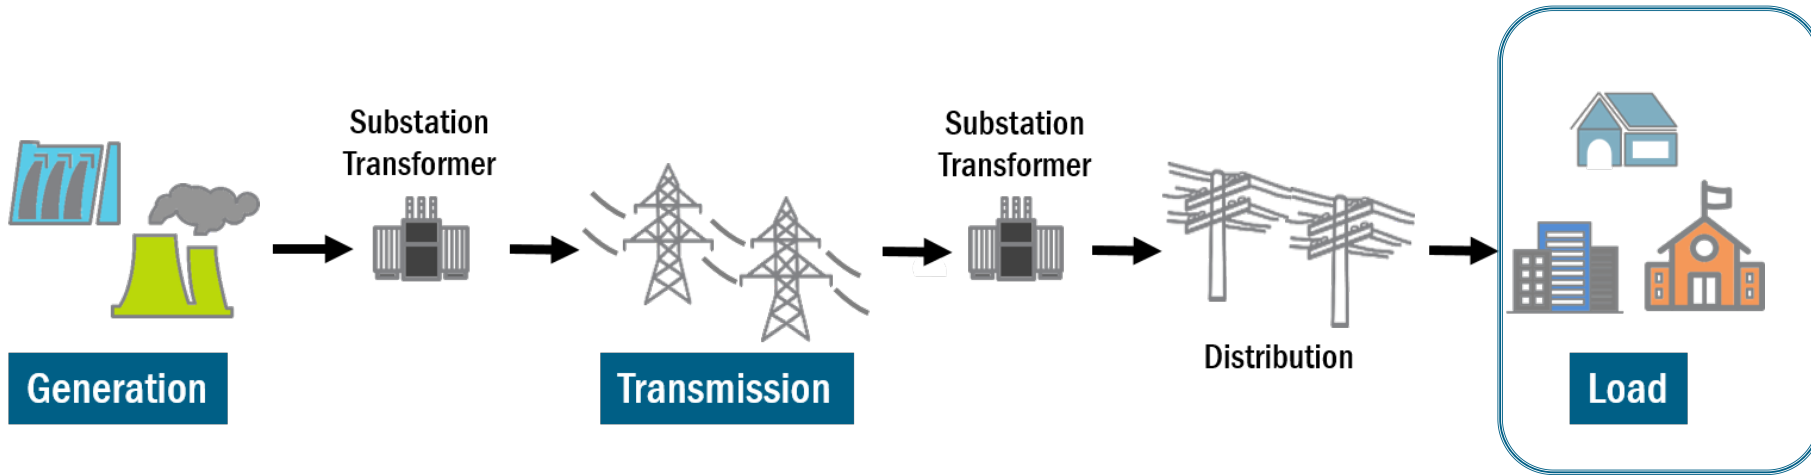 Substation
Transformer
Substation
Transformer
Distribution
Generation
Transmission
Load